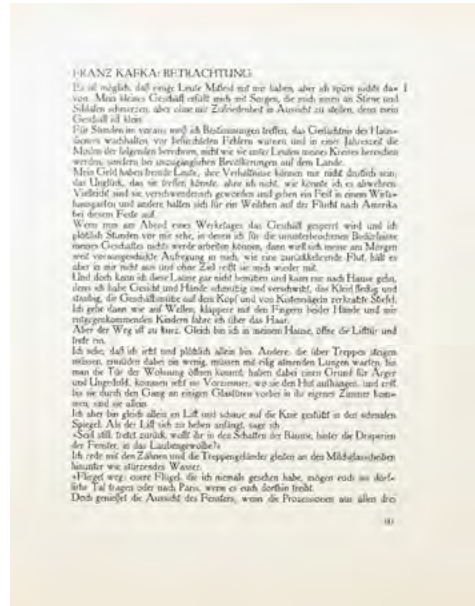 FRANZ KAFKA: BETRACHTUNG
Es ist möglich, daß einige Leute Mitleid mit mir haben, aber ich spüre nichts da= I
von. Mein kleines Geschäft erfüllt mich mit Sorgen, die mich innen an Stirne und
Schläfen schmerzen, aber ohne mir Zufriedenheit in Aussicht zu stellen, denn mein
Geschäft ist klein.
Für Stunden im voraus muß ich Bestimmungen treffen, das Gedächtnis des Haus=
dieners wachhalten, vor befürchteten Fehlern warnen und in einer Jahreszeit die
Moden der folgenden berechnen, nicht wie sie unter Leuten meines Kreises herrschen
werden, sondern bei unzugänglichen Bevölkerungen auf dem Lande.
Mein Geld haben fremde Leute, ihre Verhältnisse können mir nicht deutlich sein;
das Unglück, das sie treffen könnte, ahne ich nicht, wie könnte ich es abwehren.
Vielleicht sind sie verschwenderisch geworden und geben ein Fest in einem Wirts=
hausgarten und andere halten sich für ein Weilchen auf der Flucht nach Amerika
bei diesem Feste auf.
Wenn nun am Abend eines Werketages das Geschäft gesperrt wird und ich
plötzlich Stunden vor mir sehe, in denen ich für die ununterbrochenen Bedürfnisse
meines Geschäftes nichts werde arbeiten können, dann wirft sich meine am Morgen
weit vorausgeschickte Aufregung in mich, wie eine zurückkehrende Flut, hält es
aber in mir nicht aus und ohne Ziel reißt sie mich wieder mit.
Und doch kann ich diese Laune gar nicht benützen und kann nur nach Hause gehn,
denn ich habe Gesicht und Hände schmutzig und verschwitzt, das Kleid fleckig und
staubig, die Geschäftsmütze auf dem Kopf und von Kistennägeln zerkratzte Stiefel.
Ich gehe dann wie auf Wellen, klappere mit den Fingern beider Hände und mir
entgegenkommenden Kindern fahre ich über das Haar.
Aber der Weg ist zu kurz. Gleich bin ich in meinem Hause, öffne die Lifttür und
trete ein.
Ich sehe, daß ich jetzt und plötzlich allein bin. Andere, die über Treppen steigen
müssen, ermüden dabei ein wenig, müssen mit eilig atmenden Lungen warten, bis
man die Tür der Wohnung öffnen kommt, haben dabei einen Grund für Ärger
und Ungeduld, kommen jetzt ins Vorzimmer, wo sie den Hut aufhängen, und erst
bis sie durch den Gang an einigen Glastüren vorbei in ihr eigenes Zimmer kom=
men, sind sie allein.
Ich aber bin gleich allein im Lift und schaue auf die Knie gestützt in den schmalen
Spiegel. Als der Lift sich zu heben anfängt, sage ich:
»Seid still, tretet zurück, wollt ihr in den Schatten der Bäume, hinter die Draperien
der Fenster, in das Laubengewölbe?«
Ich rede mit den Zähnen und die Treppengeländer gleiten an den Milchglasscheiben
hinunter wie stürzendes Wasser.
»Flieget weg; euere Flügel, die ich niemals gesehen habe, mögen euch ins dörf=
liche Tal tragen oder nach Paris, wenn es euch dorthin treibt.
Doch genießet die Aussicht des Fensters, wenn die Prozessionen aus allen drei